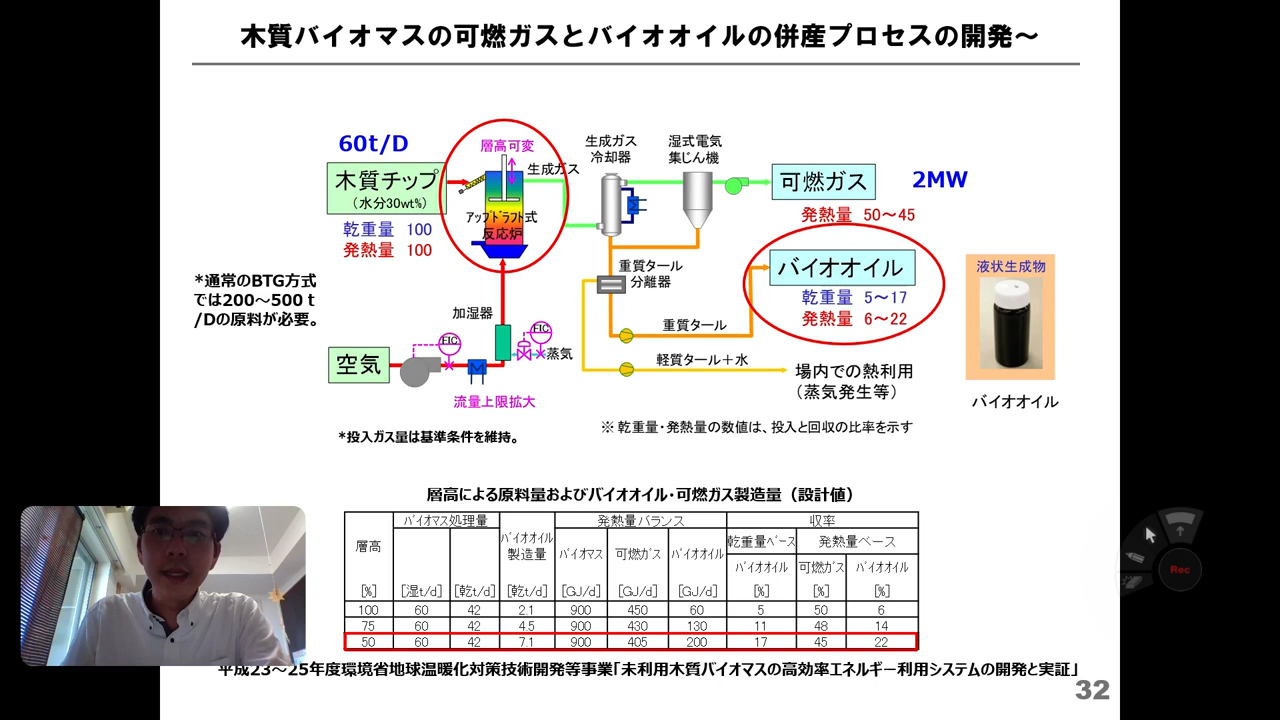 木質バイオマスの可燃ガスとバイオオイルの併産プロセスの開発～
60t/D
木質チップ
（水分30wt%）
乾重量 100
発熱量 100
層高可変
生成ガス
アップドラフト式
反応炉
生成ガス
冷却器
湿式電気
集じん機
可燃ガス
2MW
発熱量 50～45
バイオオイル
乾重量 5～17
発熱量 6～22
液状生成物
バイオオイル
*通常のBTG方式
では200～500 t
/Dの原料が必要。
重質タール
分離器
重質タール
軽質タール＋水
場内での熱利用
（蒸気発生等）
加湿器
FIC
FIC
蒸気
空気
流量上限拡大
*投入ガス量は基準条件を維持。
※ 乾重量・発熱量の数値は、投入と回収の比率を示す
層高による原料量およびバイオオイル・可燃ガス製造量（設計値）
層高 バイオマス処理量 バイオオイル製造量 発熱量バランス 収率
乾重量ベース 発熱量ベース
バイオマス 可燃ガス バイオオイル バイオオイル 可燃ガス バイオオイル
[%] [湿t/d] [乾t/d] [乾t/d] [GJ/d] [GJ/d] [GJ/d] [%] [%] [%]
100 60 42 2.1 900 450 60 5 50 6
75 60 42 4.5 900 430 130 11 48 14
50 60 42 7.1 900 405 200 17 45 22
平成23～25年度環境省地球温暖化対策技術開発等事業「未利用木質バイオマスの高効率エネルギー利用システムの開発と実証」
32
Rec